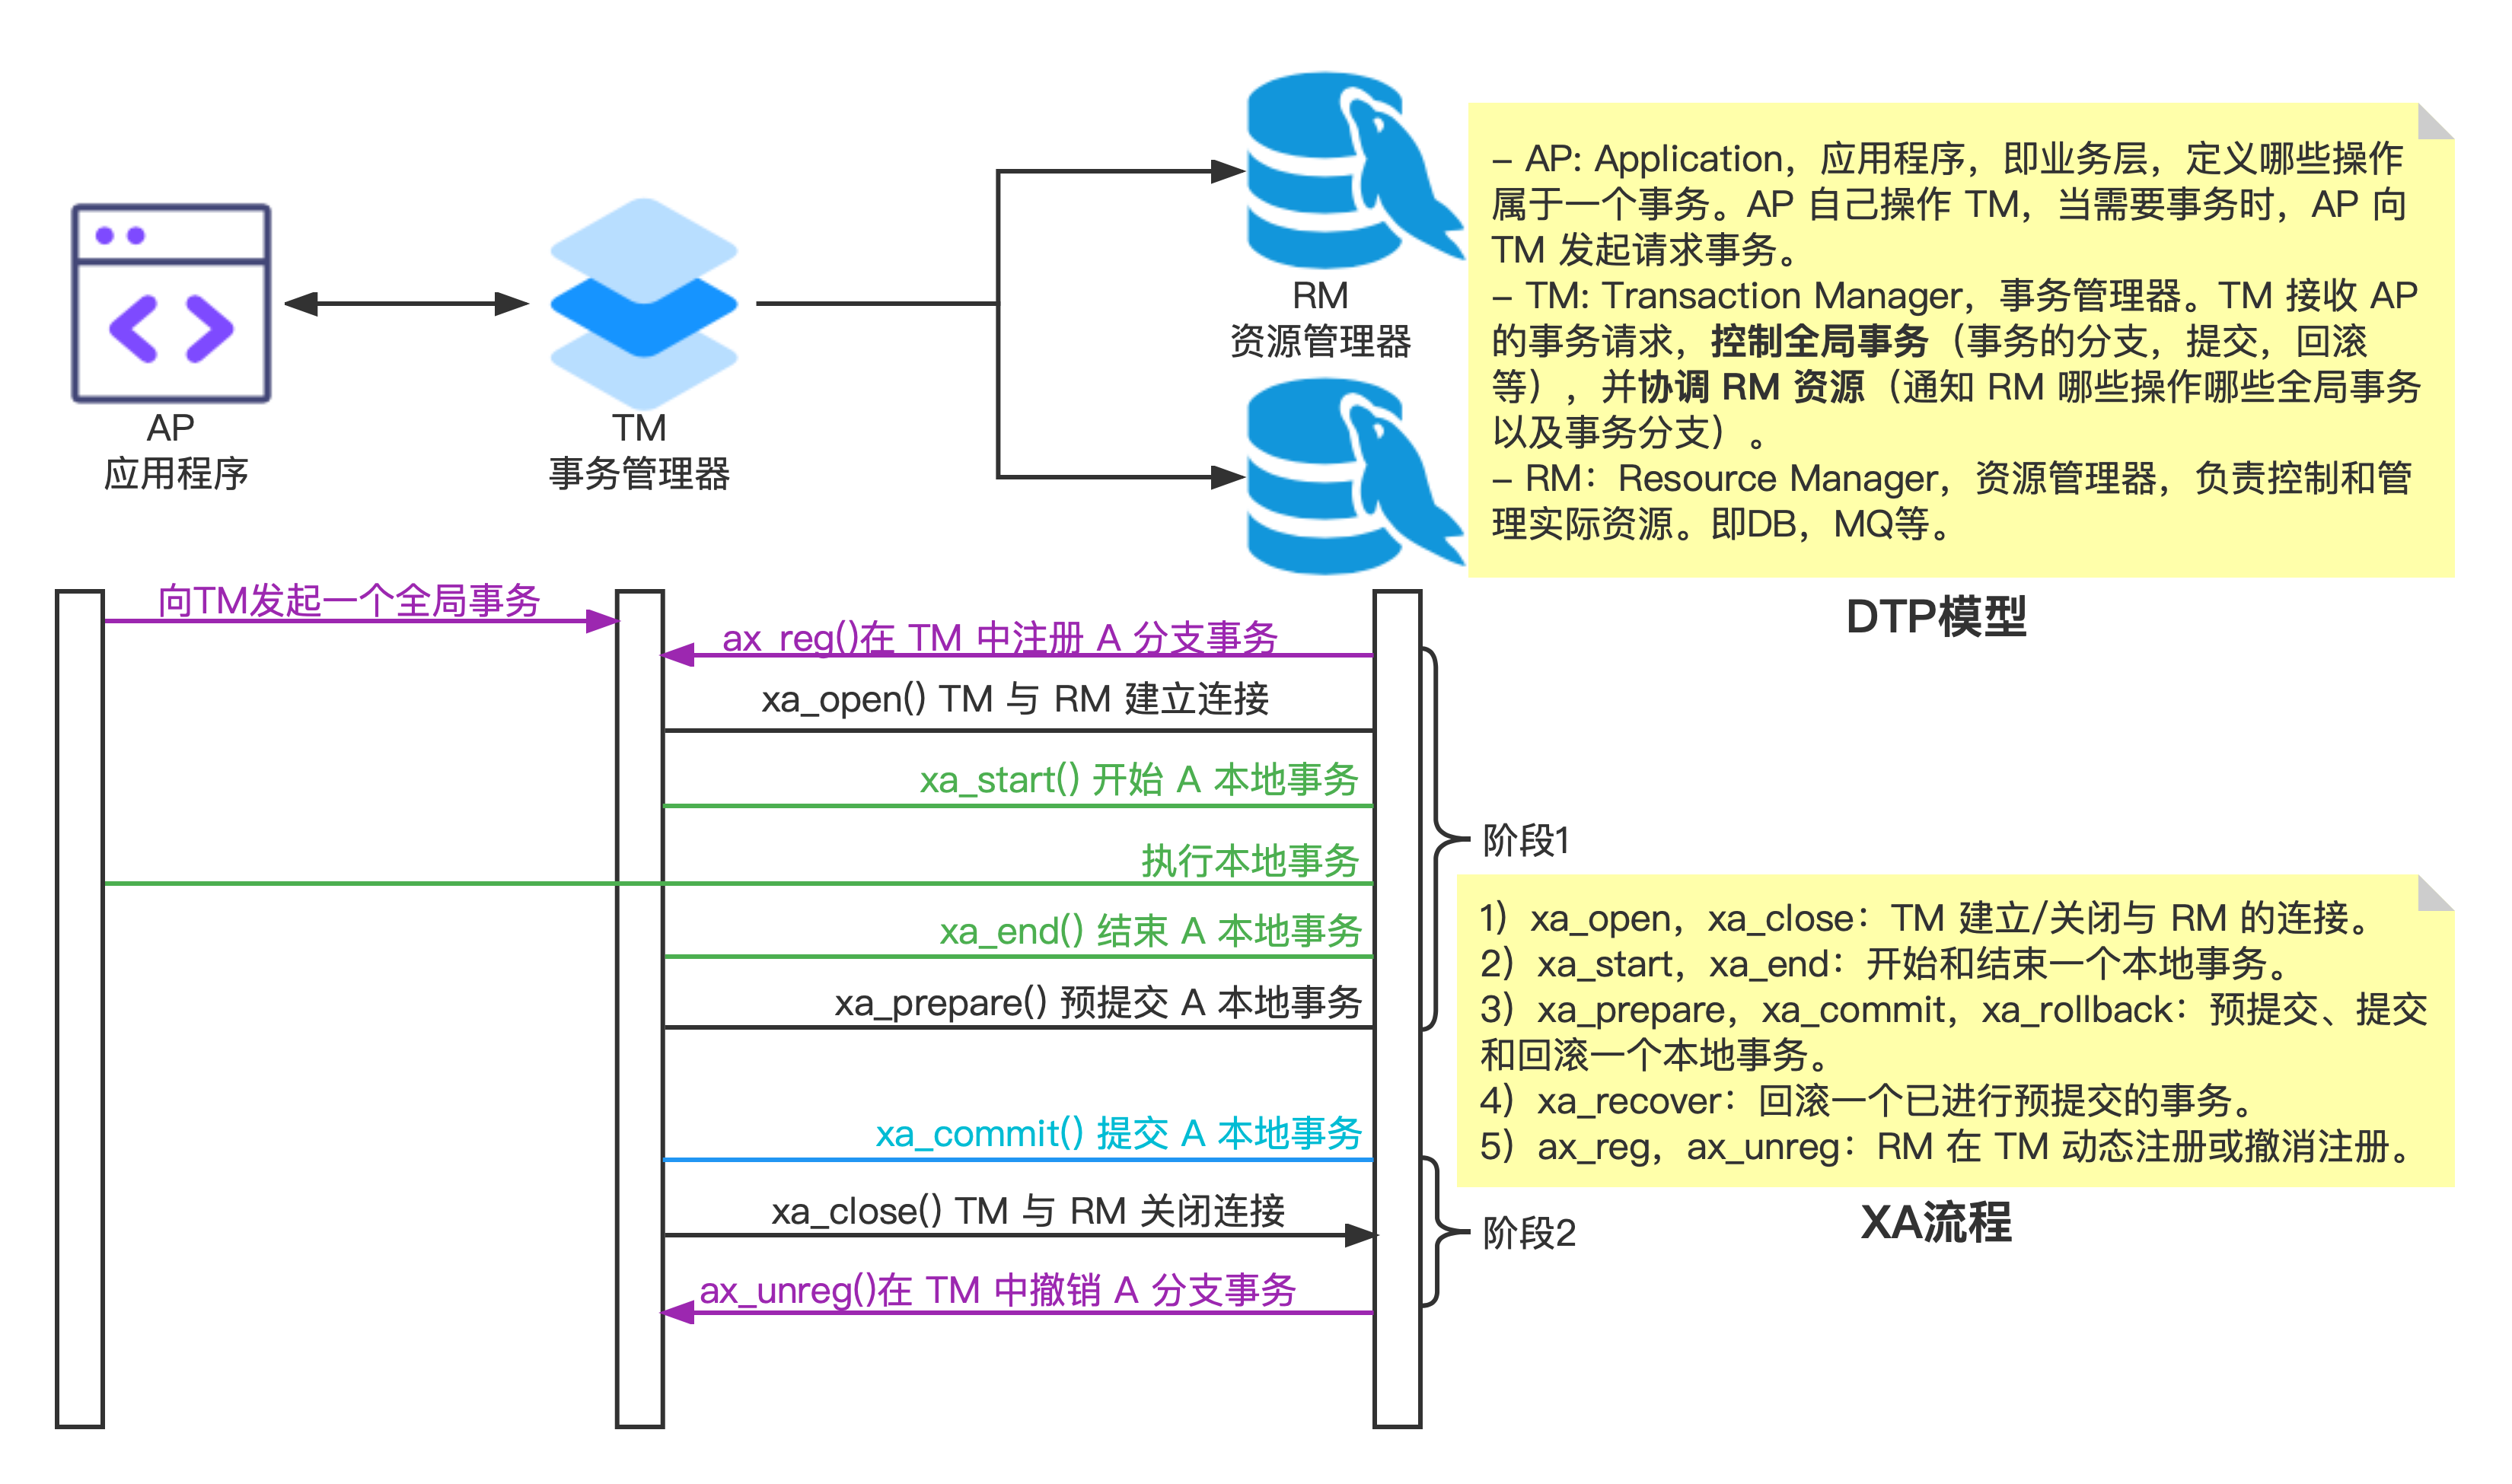 AP
应用程序
TM
事务管理器
RM
资源管理器
– AP: Application，应用程序，即业务层，定义哪些操作
属于一个事务。AP 自己操作 TM，当需要事务时，AP 向
TM 发起请求事务。
– TM: Transaction Manager，事务管理器。TM 接收 AP
的事务请求，控制全局事务（事务的分支，提交，回滚
等），并协调 RM 资源（通知 RM 哪些操作哪些全局事务
以及事务分支）。
– RM：Resource Manager，资源管理器，负责控制和管
理实际资源。即DB，MQ等。
DTP模型
向TM发起一个全局事务
ax_reg()在 TM 中注册 A 分支事务
xa_open() TM 与 RM 建立连接
xa_start() 开始 A 本地事务
执行本地事务
xa_end() 结束 A 本地事务
xa_prepare() 预提交 A 本地事务
阶段1
xa_commit() 提交 A 本地事务
xa_close() TM 与 RM 关闭连接
ax_unreg()在 TM 中撤销 A 分支事务
阶段2
1）xa_open，xa_close：TM 建立/关闭与 RM 的连接。
2）xa_start，xa_end：开始和结束一个本地事务。
3）xa_prepare，xa_commit，xa_rollback：预提交、提交
和回滚一个本地事务。
4）xa_recover：回滚一个已进行预提交的事务。
5）ax_reg，ax_unreg：RM 在 TM 动态注册或撤消注册。
XA流程